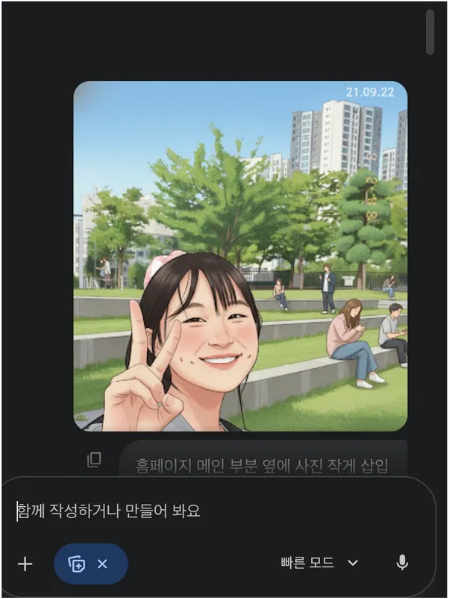 21.09.22
홈페이지 메인 부분 옆에 사진 작게 삽입
함께 작성하거나 만들어 봐요
빠른 모드